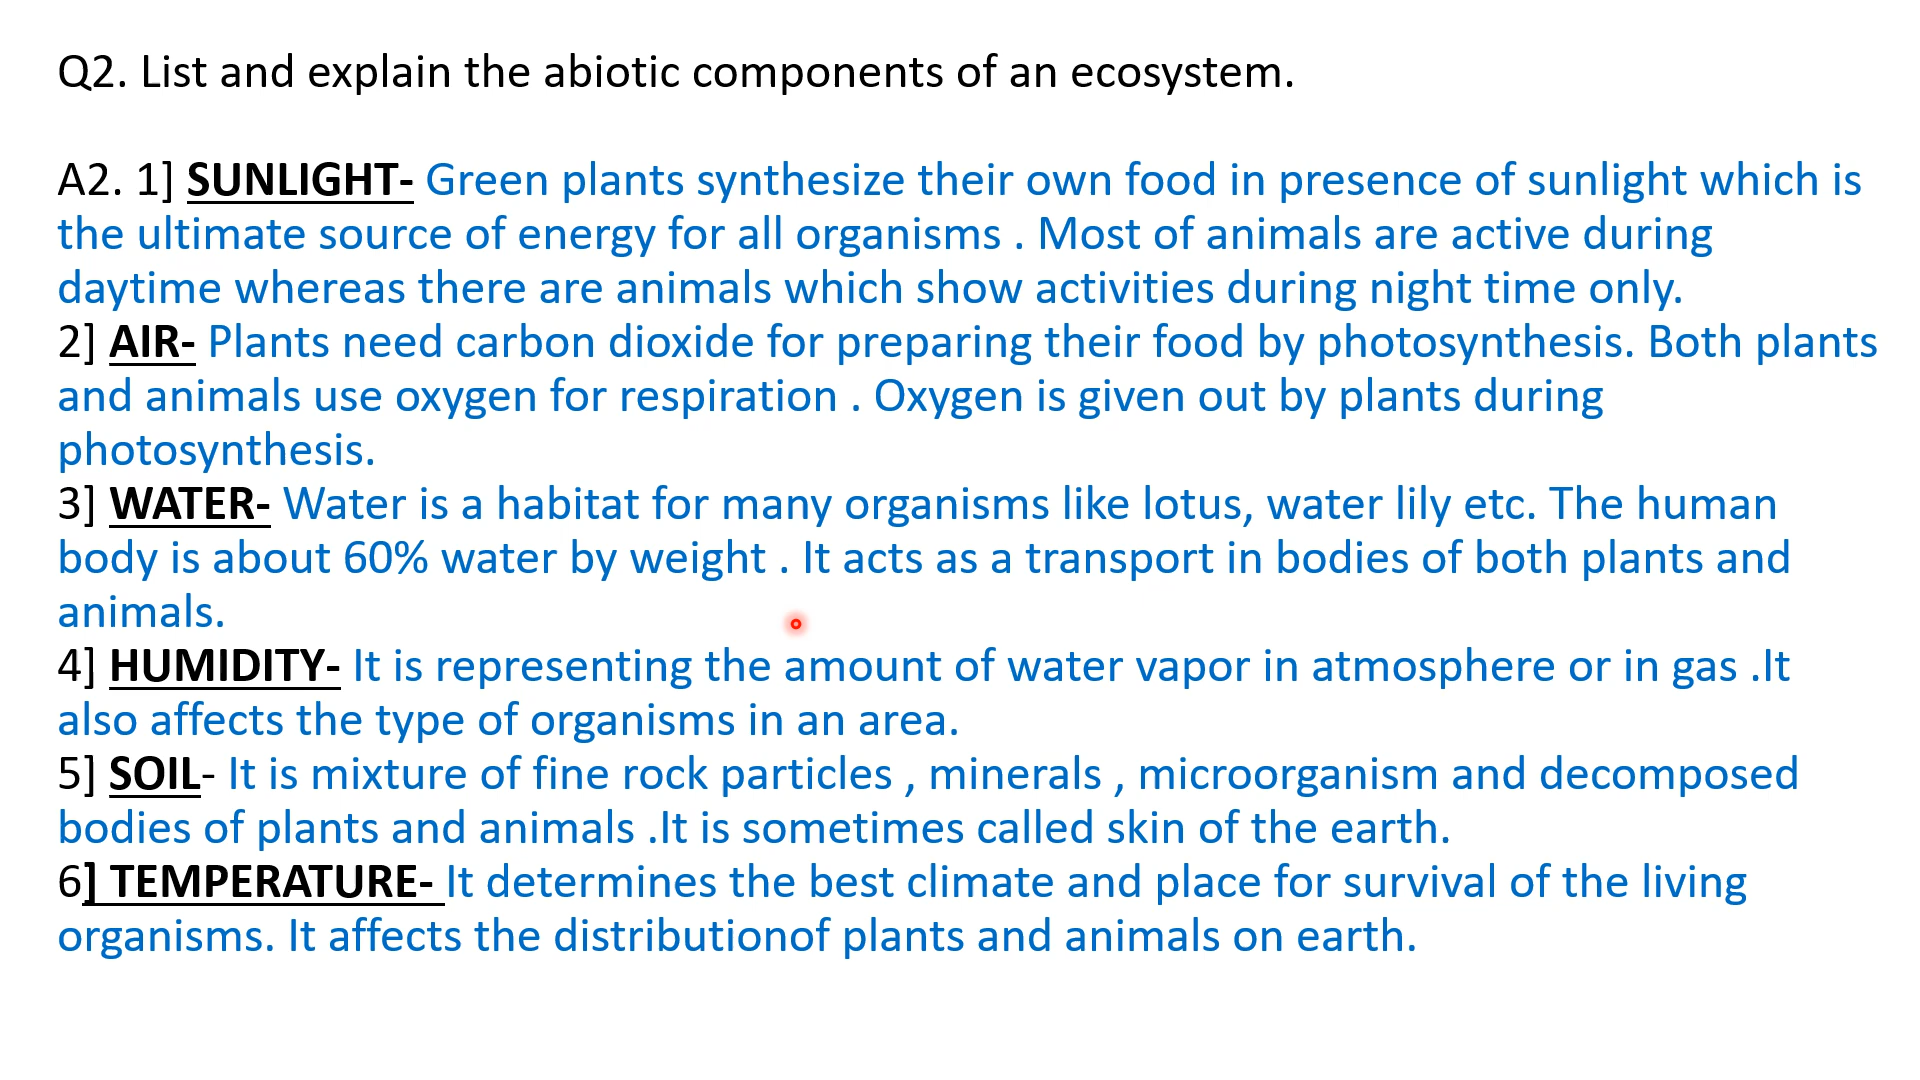 Q2. List and explain the abiotic components of an ecosystem.
A2. 1] SUNLIGHT- Green plants synthesize their own food in presence of sunlight which is
the ultimate source of energy for all organisms . Most of animals are active during
daytime whereas there are animals which show activities during night time only.
2] AIR- Plants need carbon dioxide for preparing their food by photosynthesis. Both plants
and animals use oxygen for respiration . Oxygen is given out by plants during
photosynthesis.
3] WATER- Water is a habitat for many organisms like lotus, water lily etc. The human
body is about 60% water by weight . It acts as a transport in bodies of both plants and
animals.
4] HUMIDITY- It is representing the amount of water vapor in atmosphere or in gas .It
also affects the type of organisms in an area.
5] SOIL- It is mixture of fine rock particles , minerals , microorganism and decomposed
bodies of plants and animals .It is sometimes called skin of the earth.
6] TEMPERATURE- It determines the best climate and place for survival of the living
organisms. It affects the distributionof plants and animals on earth.